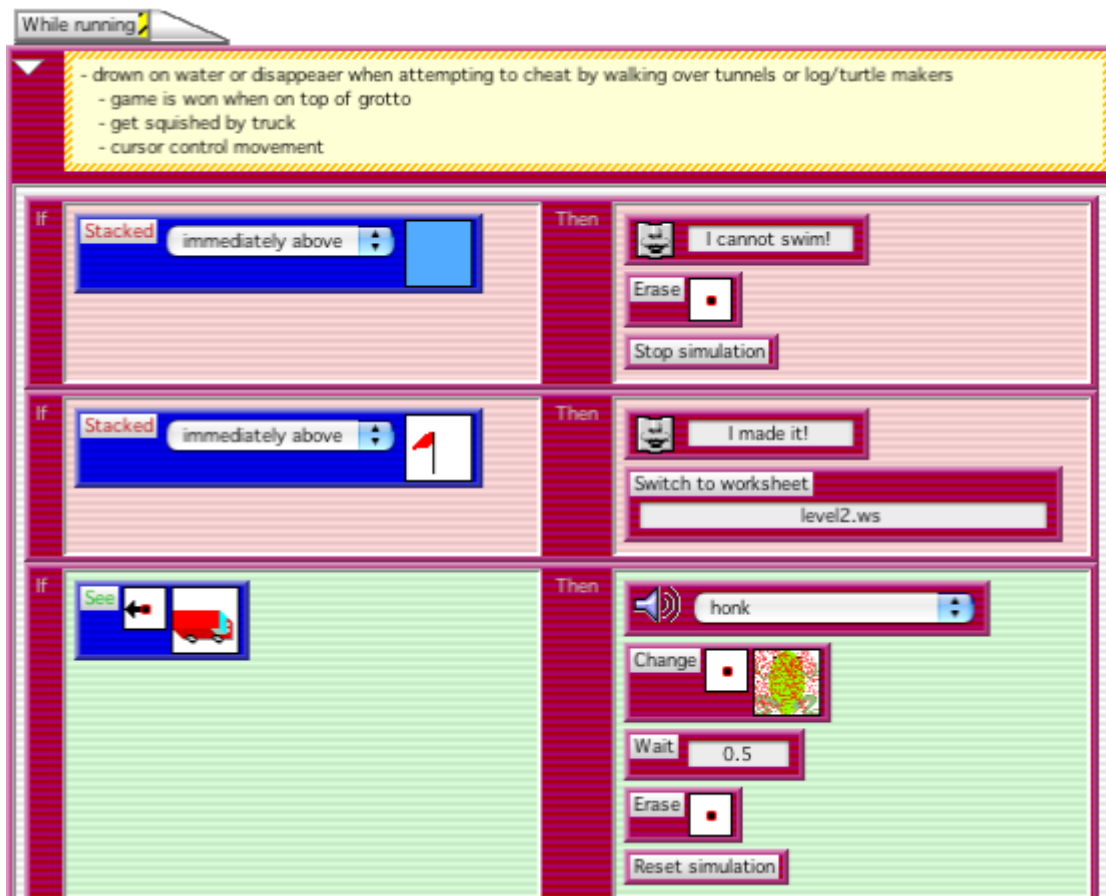 While running
- drown on water or disappeaer when attempting to cheat by walking over tunnels or log/turtle makers
- game is won when on top of grotto
- get squished by truck
- cursor control movement
If
Stacked
immediately above
Then
I cannot swim!
Erase
Stop simulation
If
Stacked
immediately above
Then
I made it!
Switch to worksheet
level2.ws
If
See
Then
honk
Change
Wait
0.5
Erase
Reset simulation